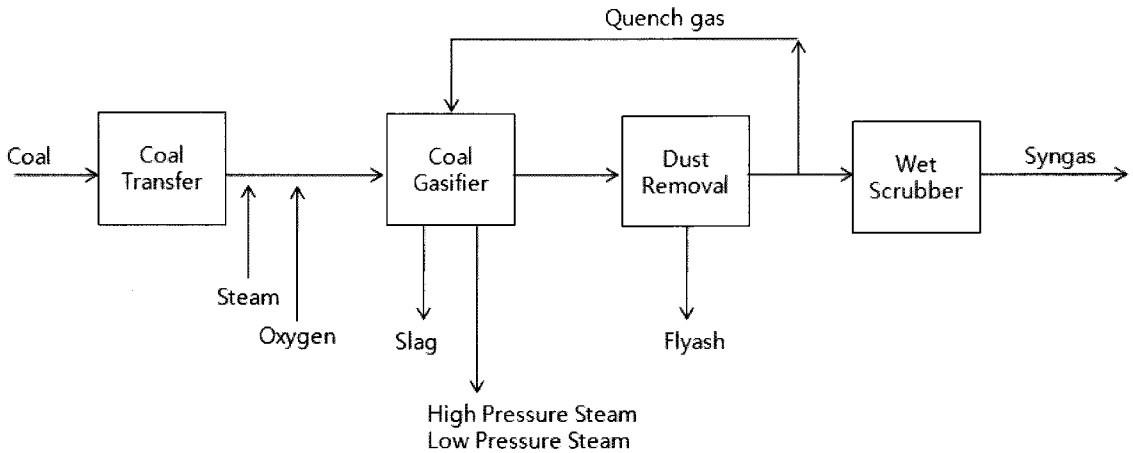 Quench gas
Coal
Coal
Transfer
Coal
Gasifier
Dust
Removal
Wet
Scrubber
Syngas
Steam
Oxygen
Slag
Flyash
High Pressure Steam
Low Pressure Steam